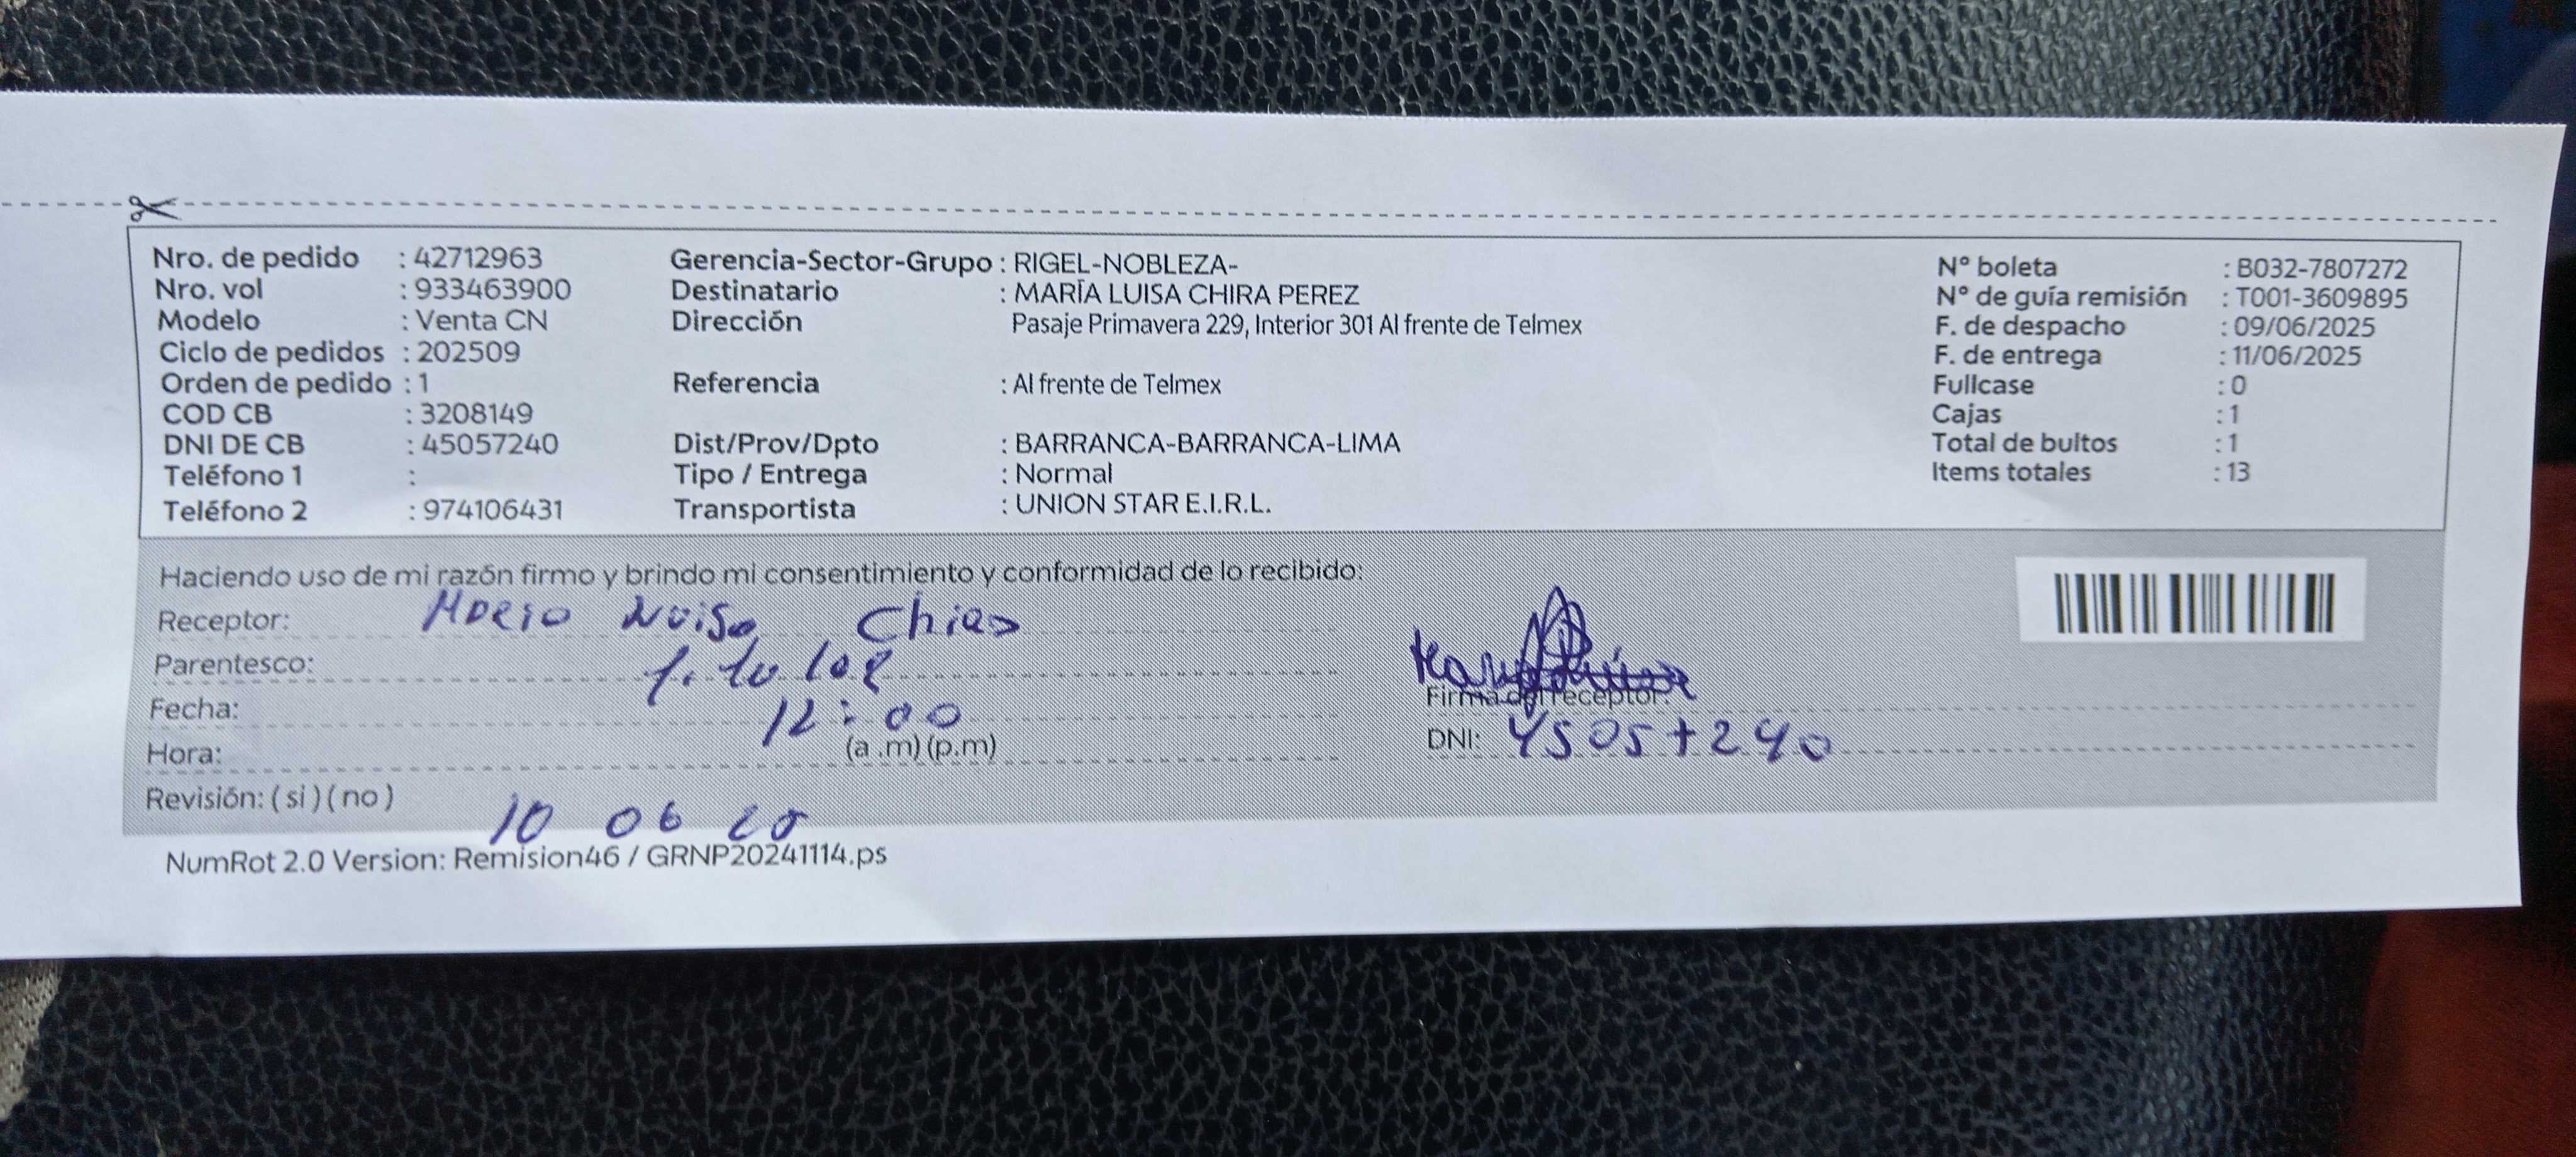 Nro. de pedido : 42712963
Nro. vol : 933463900
Modelo : Venta CN
Ciclo de pedidos : 202509
Orden de pedido : 1
COD CB : 3208149
DNI DE CB : 45057240
Teléfono 1 :
Teléfono 2 : 974106431
Gerencia-Sector-Grupo : RIGEL-NOBLEZA-
Destinatario : MARÍA LUISA CHIRA PEREZ
Dirección Pasaje Primavera 229, Interior 301 Al frente de Telmex
Referencia : Al frente de Telmex
Dist/Prov/Dpto : BARRANCA-BARRANCA-LIMA
Tipo / Entrega : Normal
Transportista : UNION STAR E.I.R.L.
N° boleta : B032-7807272
N° de guía remisión : T001-3609895
F. de despacho : 09/06/2025
F. de entrega : 11/06/2025
Fullcase : 0
Cajas : 1
Total de bultos : 1
Items totales : 13
Haciendo uso de mi razón firmo y brindo mi consentimiento y conformidad de lo recibido:
Receptor: Chira
Parentesco: titular
Fecha: 12:00
Hora: (a .m) (p.m)
Revisión: ( si ) ( no )
10 06 25
Firma del receptor:
DNI: 45057240
NumRot 2.0 Version: Remision46 / GRNP20241114.ps